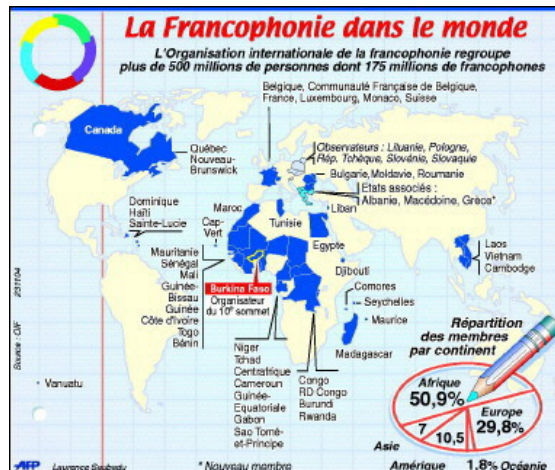 La Francophonie dans le monde
L'Organisation internationale de la francophonie regroupe
plus de 500 millions de personnes dont 175 millions de francophones
Belgique, Communauté Française de Belgique,
France, Luxembourg, Monaco, Suisse
Canada
Québec
Nouveau-
Brunswick
Observateurs : Lituanie, Pologne,
Rép. Tchèque, Slovénie, Slovaquie
Bulgarie, Moldavie, Roumanie
Etats associés :
Albanie, Macédoine, Grèce*
Dominique
Haïti
Sainte-Lucie
Maroc
Tunisie
Liban
Cap-
Vert
Egypte
Mauritanie
Sénégal
Mali
Guinée-
Bissau
Guinée
Côte d'Ivoire
Togo
Bénin
Burkina Faso
Organisateur
du 10e sommet
Djibouti
Comores
Seychelles
* Maurice
Madagascar
Laos
Vietnam
Cambodge
Niger
Tchad
Centrafrique
Cameroun
Guinée-
Equatoriale
Gabon
Sao Tomé-
et-Principe
Congo
RD Congo
Burundi
Rwanda
* Vanuatu
Répartition
des membres
par continent
Afrique
50,9%
Europe
29,8%
7
10,5
Asie
Amérique
1,8% Océanie
231104
Source : OIF
AFP
Laurence Saubadu
* Nouveau membre